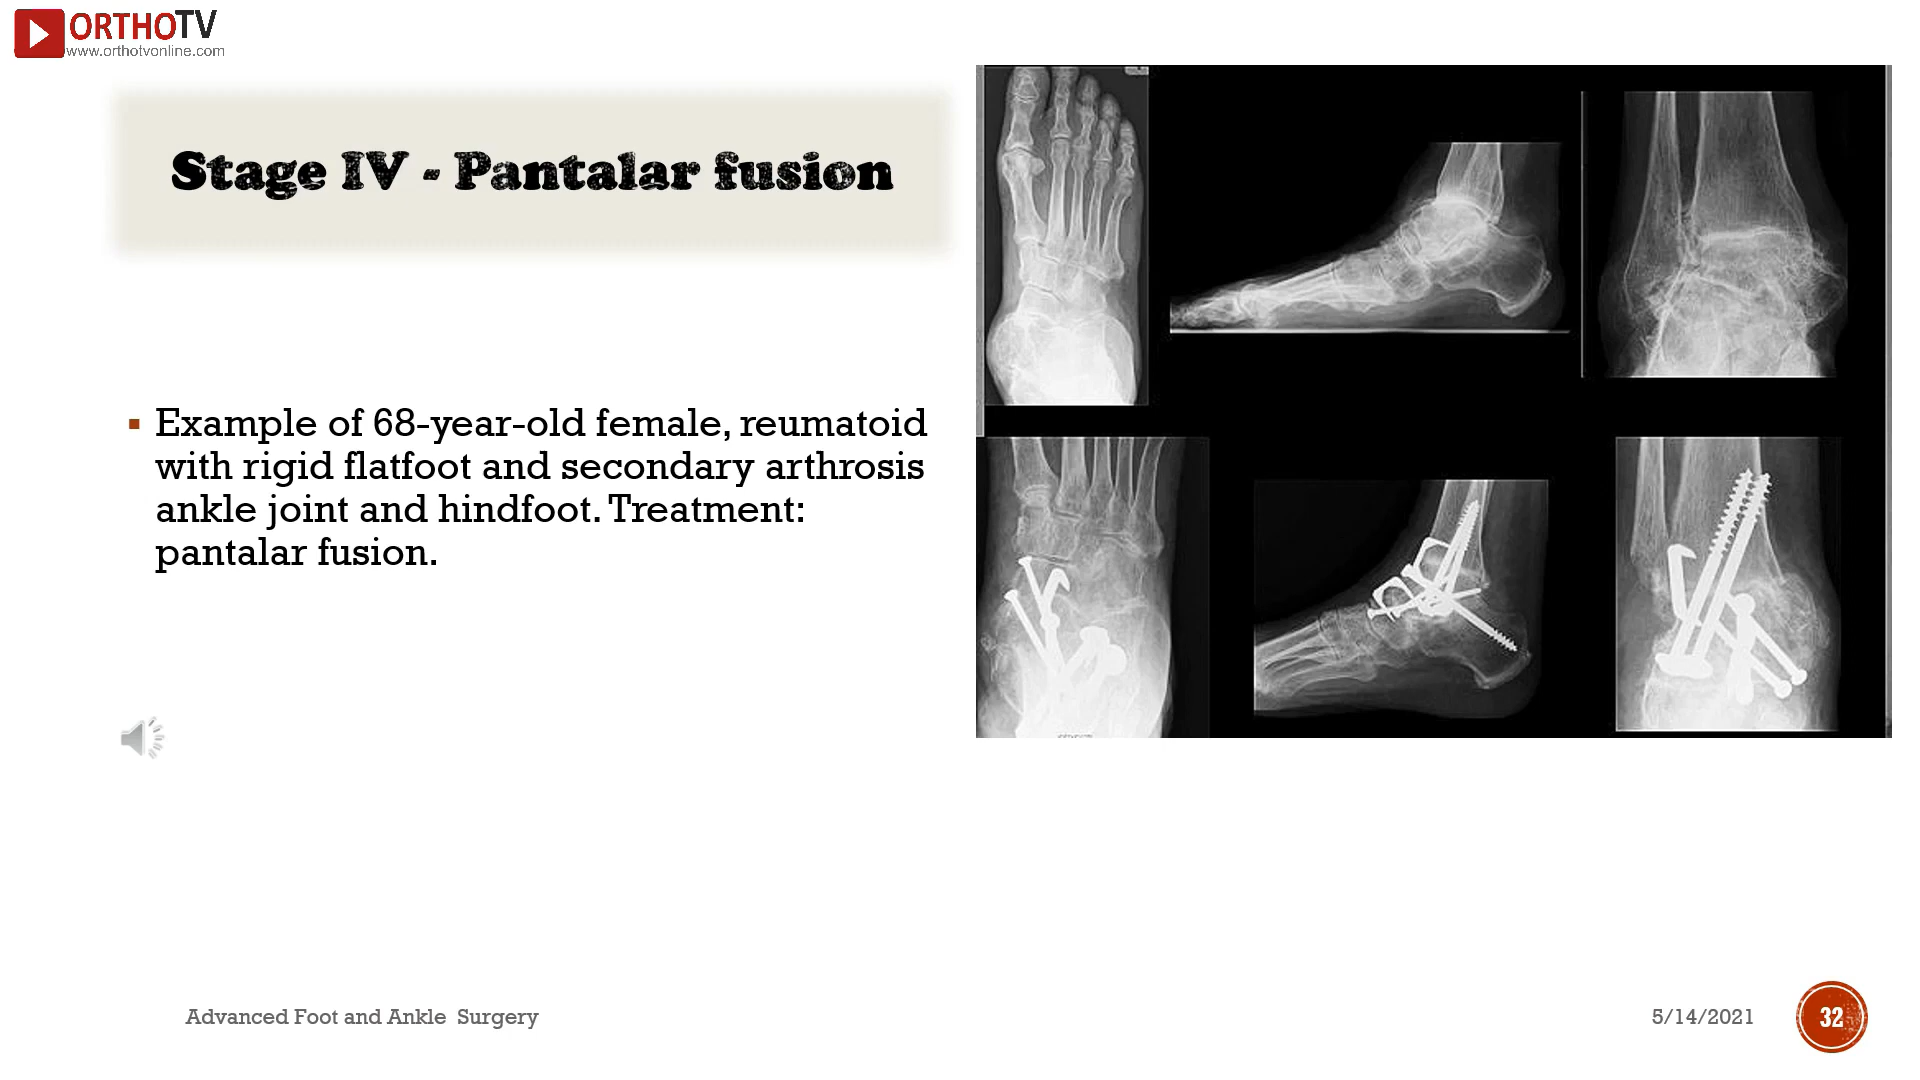 ORTHOTV
www.orthotvonline.com
Stage IV - Pantalar fusion
Example of 68-year-old female, reumatoid
with rigid flatfoot and secondary arthrosis
ankle joint and hindfoot. Treatment:
pantalar fusion.
Advanced Foot and Ankle Surgery
5/14/2021
32